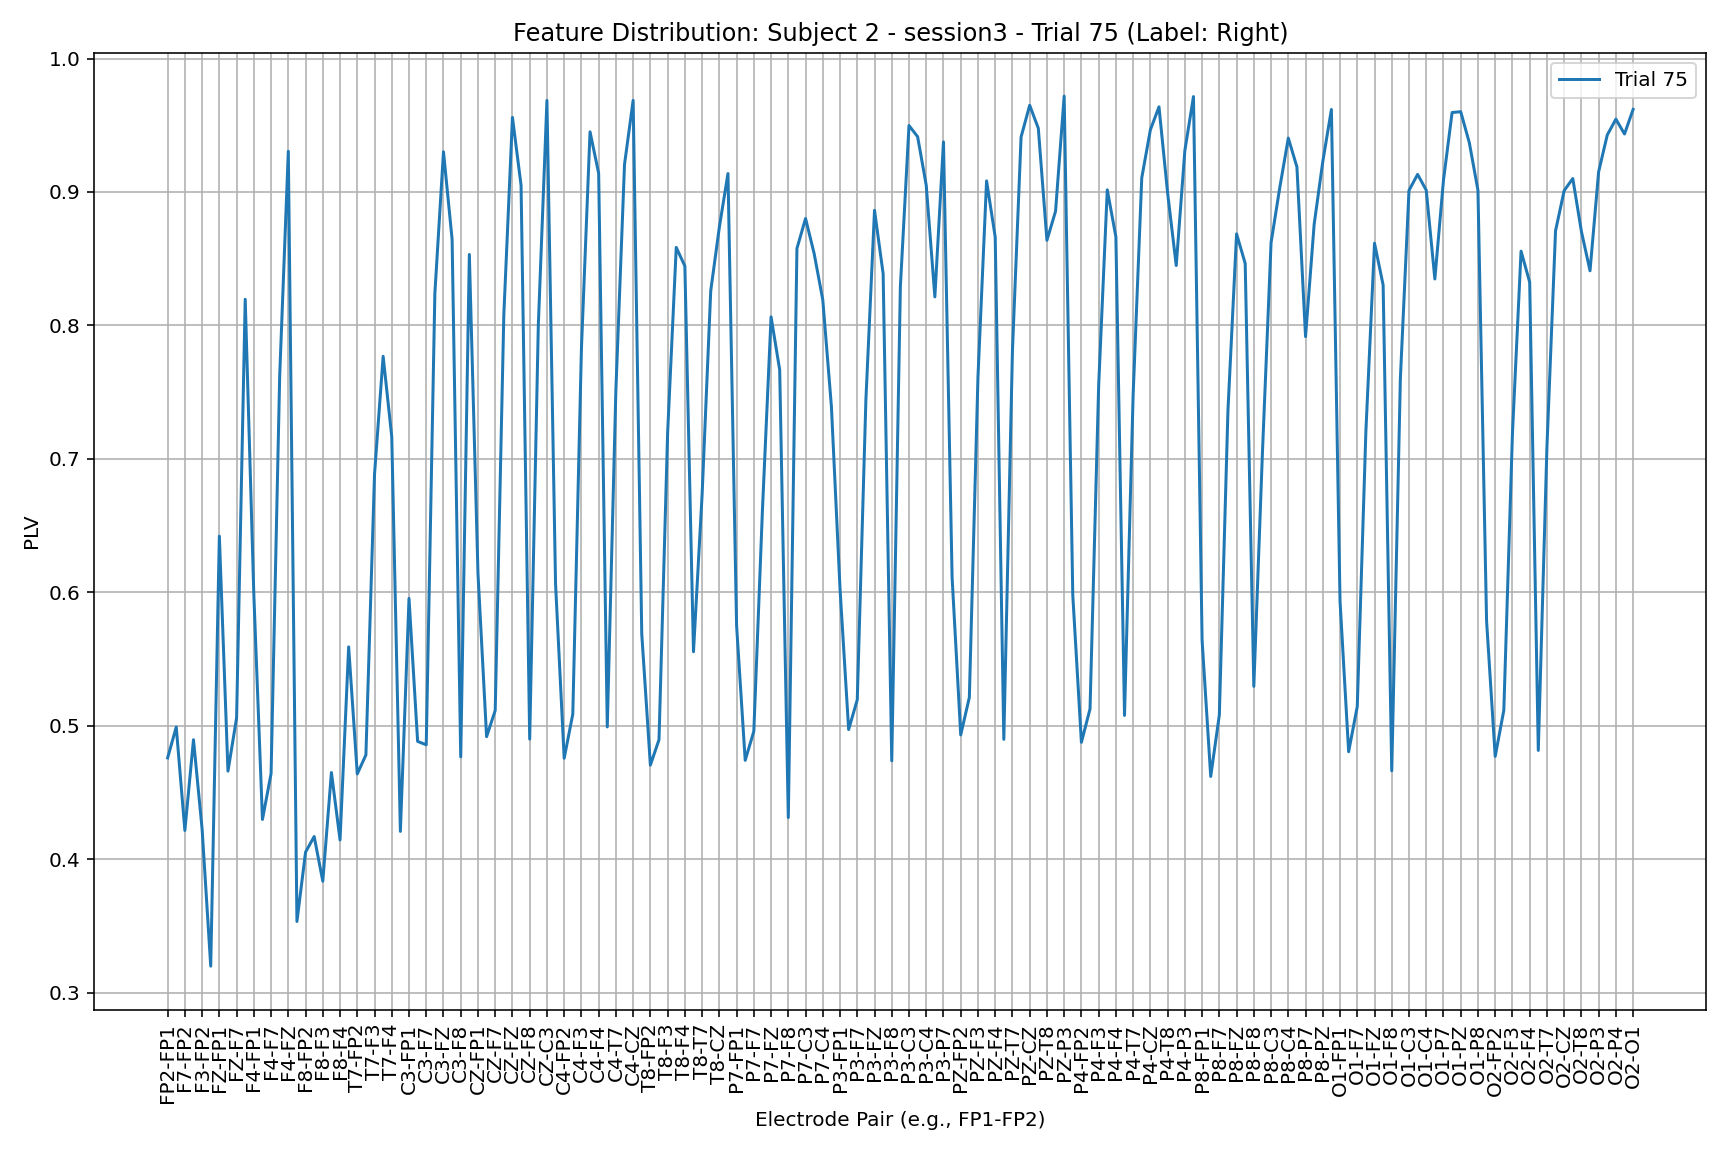 Feature Distribution: Subject 2 - session3 - Trial 75 (Label: Right)
Trial 75
1.0
0.9
0.8
0.7
0.6
0.5
0.4
0.3
PLV
FP2-FP1
F7-FP2
F3-FP2
FZ-FP1
FZ-F7
F4-FP1
F4-F7
F4-FZ
F8-FP2
F8-F3
F8-F4
T7-FP2
T7-F3
T7-F4
C3-FP1
C3-F7
C3-FZ
C3-F8
CZ-FP1
CZ-F7
CZ-FZ
CZ-F8
CZ-C3
C4-FP2
C4-F3
C4-F4
C4-T7
C4-CZ
T8-FP2
T8-F3
T8-F4
T8-T7
T8-CZ
P7-FP1
P7-F7
P7-FZ
P7-F8
P7-C3
P7-C4
P3-FP1
P3-F7
P3-FZ
P3-F8
P3-C3
P3-C4
P3-P7
PZ-FP2
PZ-F3
PZ-F4
PZ-T7
PZ-CZ
PZ-T8
PZ-P3
P4-FP2
P4-F3
P4-F4
P4-T7
P4-CZ
P4-T8
P4-P3
P8-FP1
P8-F7
P8-FZ
P8-F8
P8-C3
P8-C4
P8-P7
P8-PZ
O1-FP1
O1-F7
O1-FZ
O1-F8
O1-C3
O1-C4
O1-P7
O1-PZ
O1-P8
O2-FP2
O2-F3
O2-F4
O2-T7
O2-CZ
O2-T8
O2-P3
O2-P4
O2-O1
Electrode Pair (e.g., FP1-FP2)